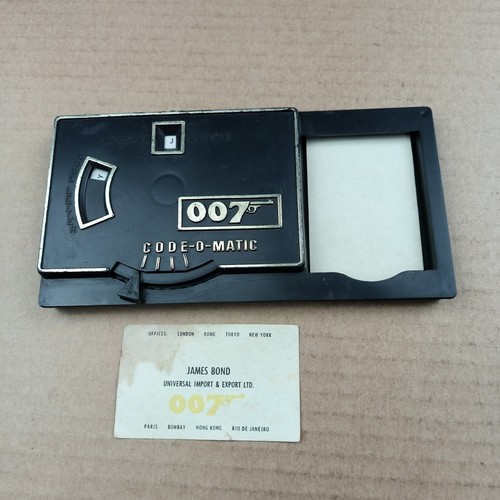 J
A
007
CODE-O-MATIC
OFFICES: LONDON ROME TOKYO NEW YORK
JAMES BOND
UNIVERSAL IMPORT & EXPORT LTD.
007
PARIS BOMBAY HONG KONG RIO DE JANEIRO